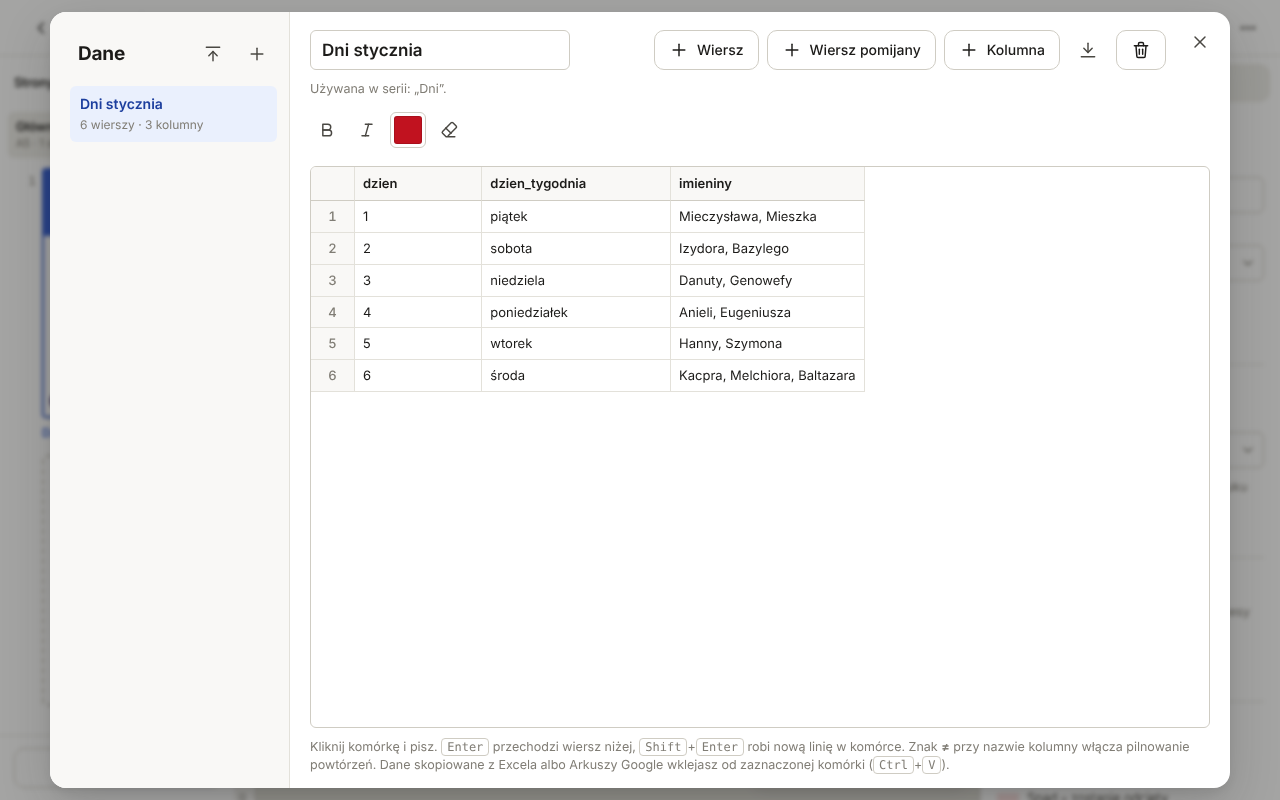 Dane
Dni stycznia
6 wierszy · 3 kolumny
Dni stycznia
Wiersz
Wiersz pomijany
Kolumna
Używana w serii: „Dni”.
B I
dzien dzien_tygodnia imieniny
1 1 piątek Mieczysława, Mieszka
2 2 sobota Izydora, Bazylego
3 3 niedziela Danuty, Genowefy
4 4 poniedziałek Anieli, Eugeniusza
5 5 wtorek Hanny, Szymona
6 6 środa Kacpra, Melchiora, Baltazara
Kliknij komórkę i pisz. Enter przechodzi wiersz niżej, Shift+Enter robi nową linię w komórce. Znak ≠ przy nazwie kolumny włącza pilnowanie
powtórzeń. Dane skopiowane z Excela albo Arkuszy Google wklejasz od zaznaczonej komórki (Ctrl+V).